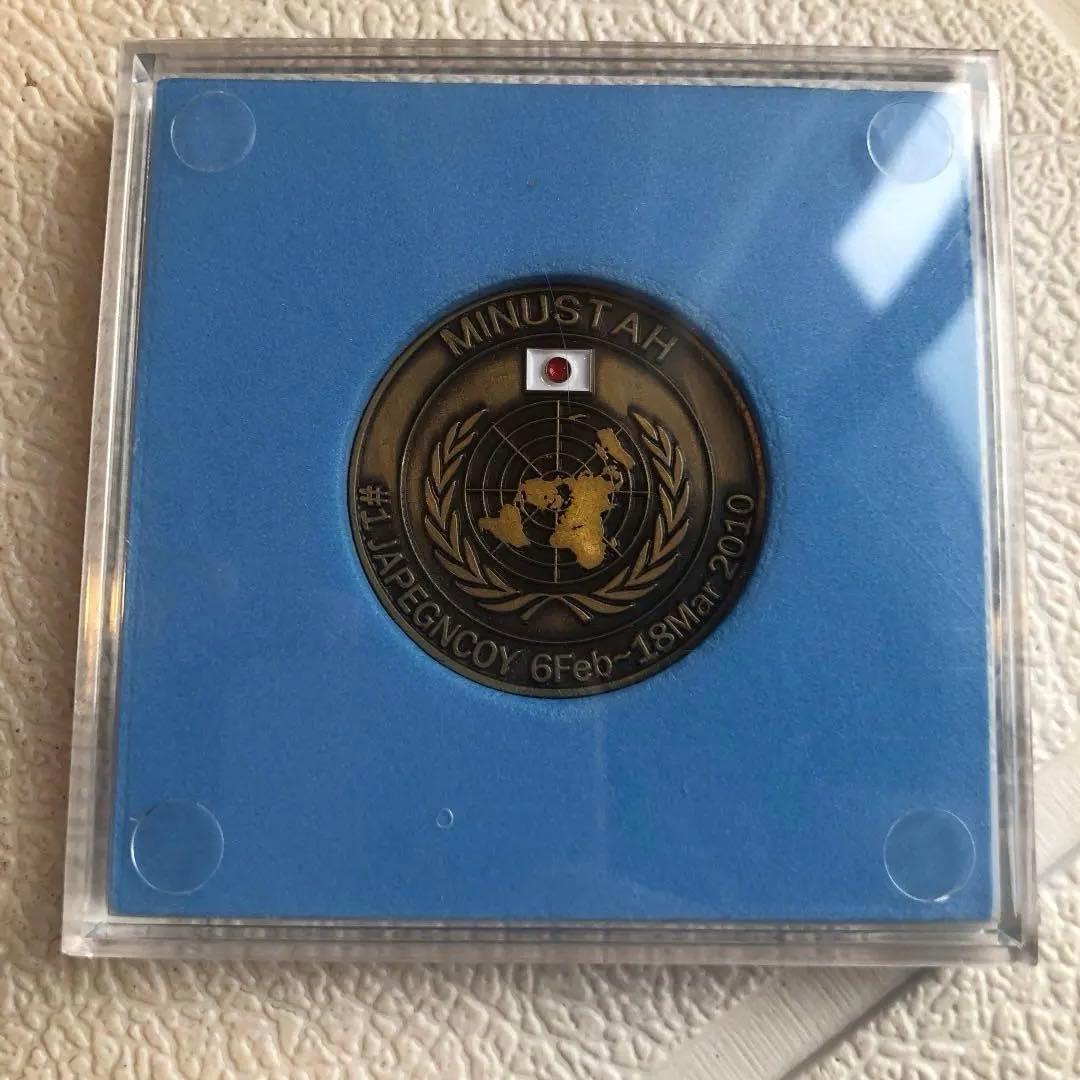 MINUSTAH
#1 JAPEGNCOY 6Feb~18Mar 2010